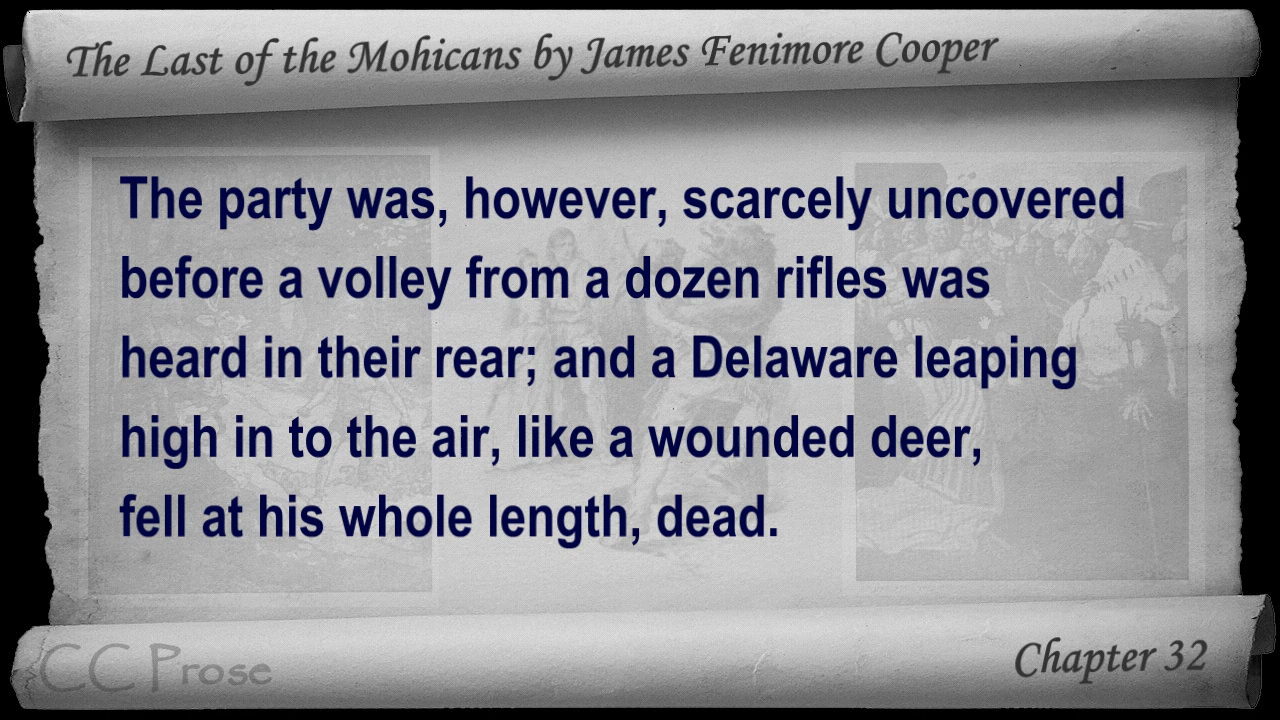 The Last of the Mohicans by James Fenimore Cooper
The party was, however, scarcely uncovered
before a volley from a dozen rifles was
heard in their rear; and a Delaware leaping
high in to the air, like a wounded deer,
fell at his whole length, dead.
CC Prose
Chapter 32